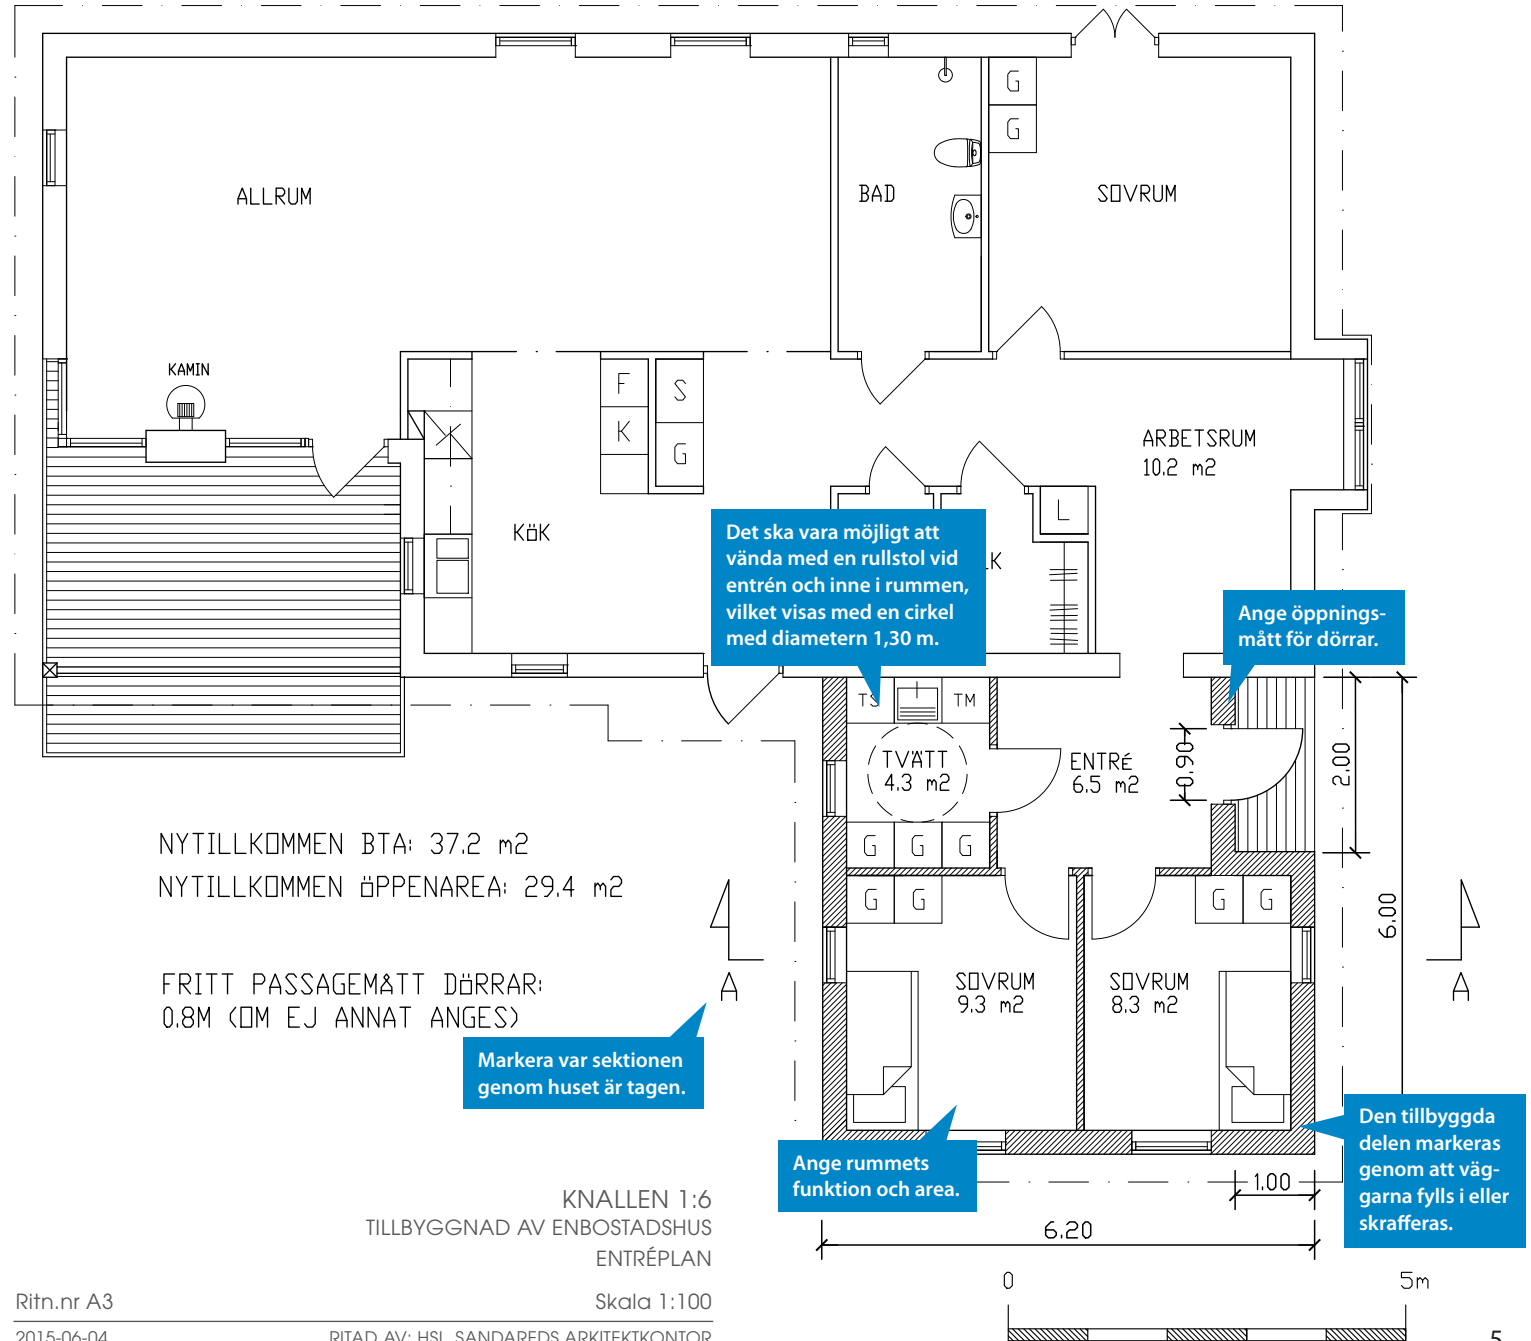 ALLRUM
BAD
SOVRUM
G
G
KAMIN
F
S
K
G
ARBETSRUM
10.2 m2
KÖK
L
LK
Det ska vara möjligt att
vända med en rullstol vid
entrén och inne i rummen,
vilket visas med en cirkel
med diametern 1,30 m.
Ange öppnings-
mått för dörrar.
TS
TM
TVÄTT
4.3 m2
ENTRÉ
6.5 m2
0.90
2.00
6.00
G G G
G G
G G
NYTILLKOMMEN BTA: 37.2 m2
NYTILLKOMMEN ÖPPENAREA: 29.4 m2
FRITT PASSAGEMÅTT DÖRRAR:
0.8M (OM EJ ANNAT ANGES)
A
A
SOVRUM
9.3 m2
SOVRUM
8.3 m2
Markera var sektionen
genom huset är tagen.
Ange rummets
funktion och area.
Den tillbyggda
delen markeras
genom att väg-
garna fylls i eller
skrafferas.
1.00
6.20
KNALLEN 1:6
TILLBYGGNAD AV ENBOSTADSHUS
ENTRÉPLAN
Ritn.nr A3
Skala 1:100
2015-06-04
RITAD AV: HSL, SANDAREDS ARKITEKTKONTOR
0
5m
5